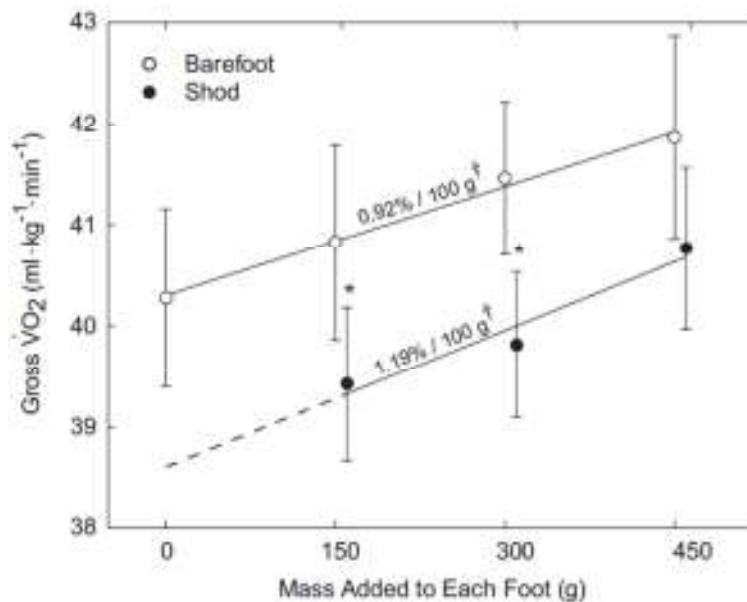 43
42
41
40
39
38
Gross V̇O₂ (ml·kg⁻¹·min⁻¹)
Barefoot
Shod
0.92% / 100 g†
*
*
1.19% / 100 g†
0
150
300
450
Mass Added to Each Foot (g)